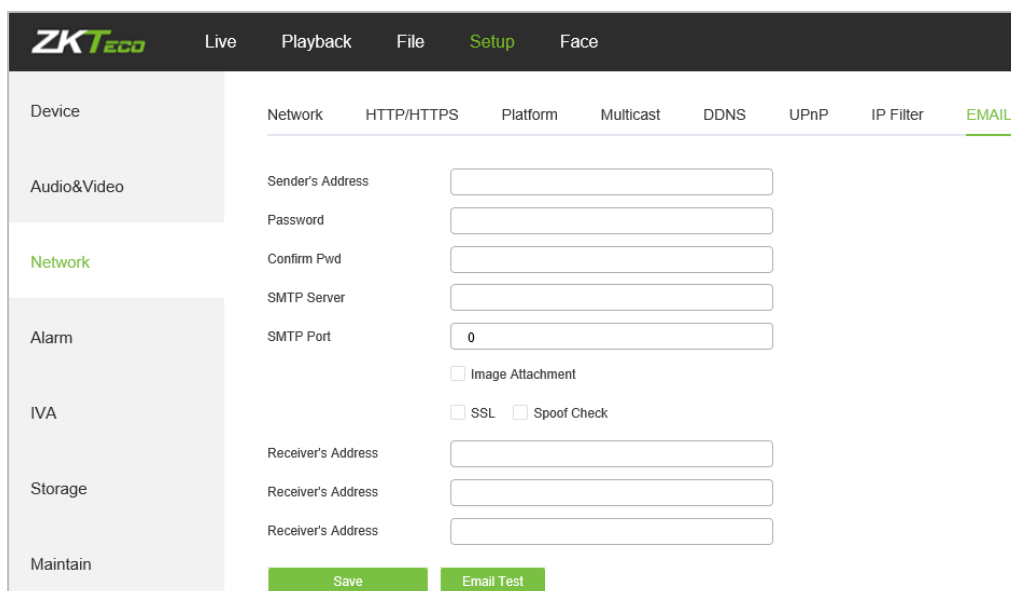 ZKTeco Live Playback File Setup Face
Device
Audio&Video
Network
Alarm
IVA
Storage
Maintain
Network HTTP/HTTPS Platform Multicast DDNS UPnP IP Filter EMAIL
Sender's Address
Password
Confirm Pwd
SMTP Server
SMTP Port 0
Image Attachment
SSL Spoof Check
Receiver's Address
Receiver's Address
Receiver's Address
Save Email Test